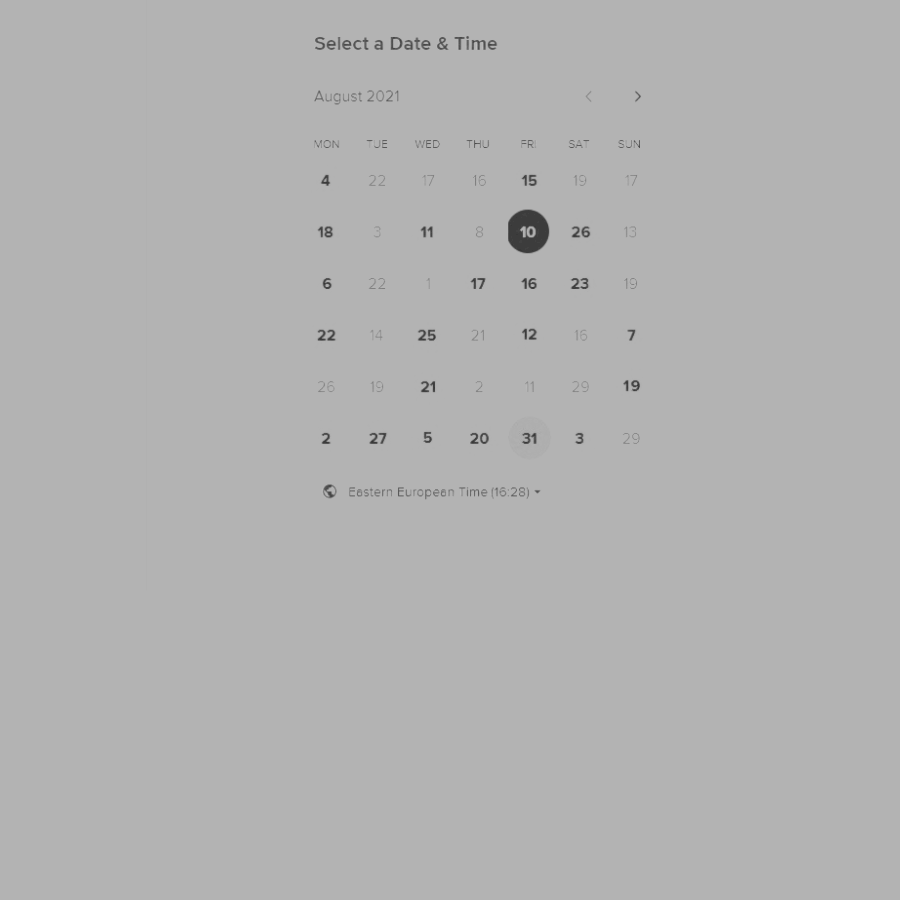 Select a Date & Time
August 2021
MON TUE WED THU FRI SAT SUN
4 22 17 16 15 19 17
18 3 11 8 10 26 13
6 22 1 17 16 23 19
22 14 25 21 12 16 7
26 19 21 2 11 29 19
2 27 5 20 31 3 29
Eastern European Time (16:28)